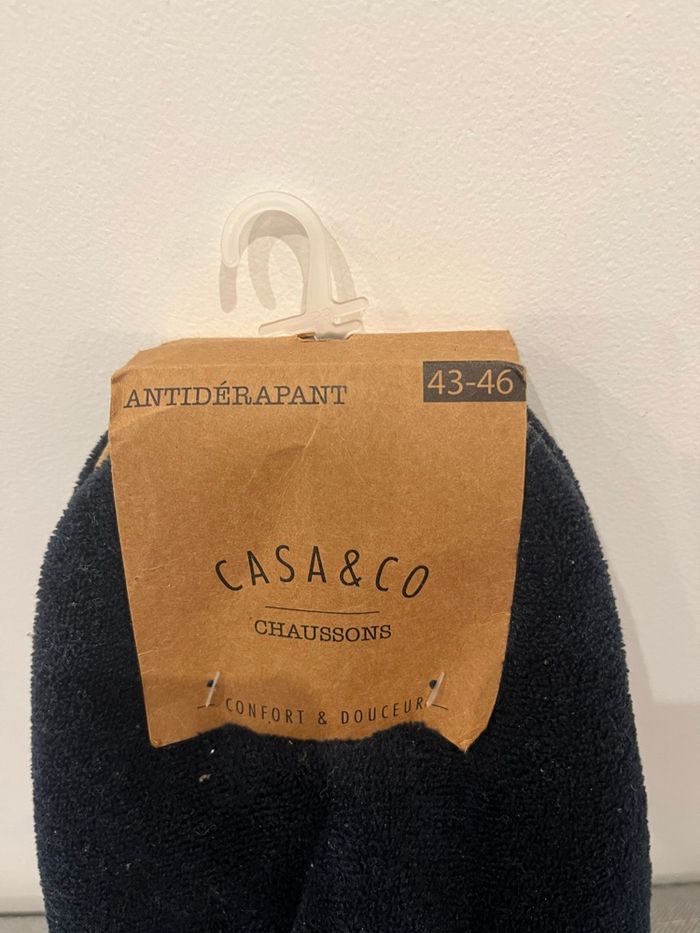 ANTIDÉRAPANT
43-46
CASA&CO
CHAUSSONS
CONFORT & DOUCEUR